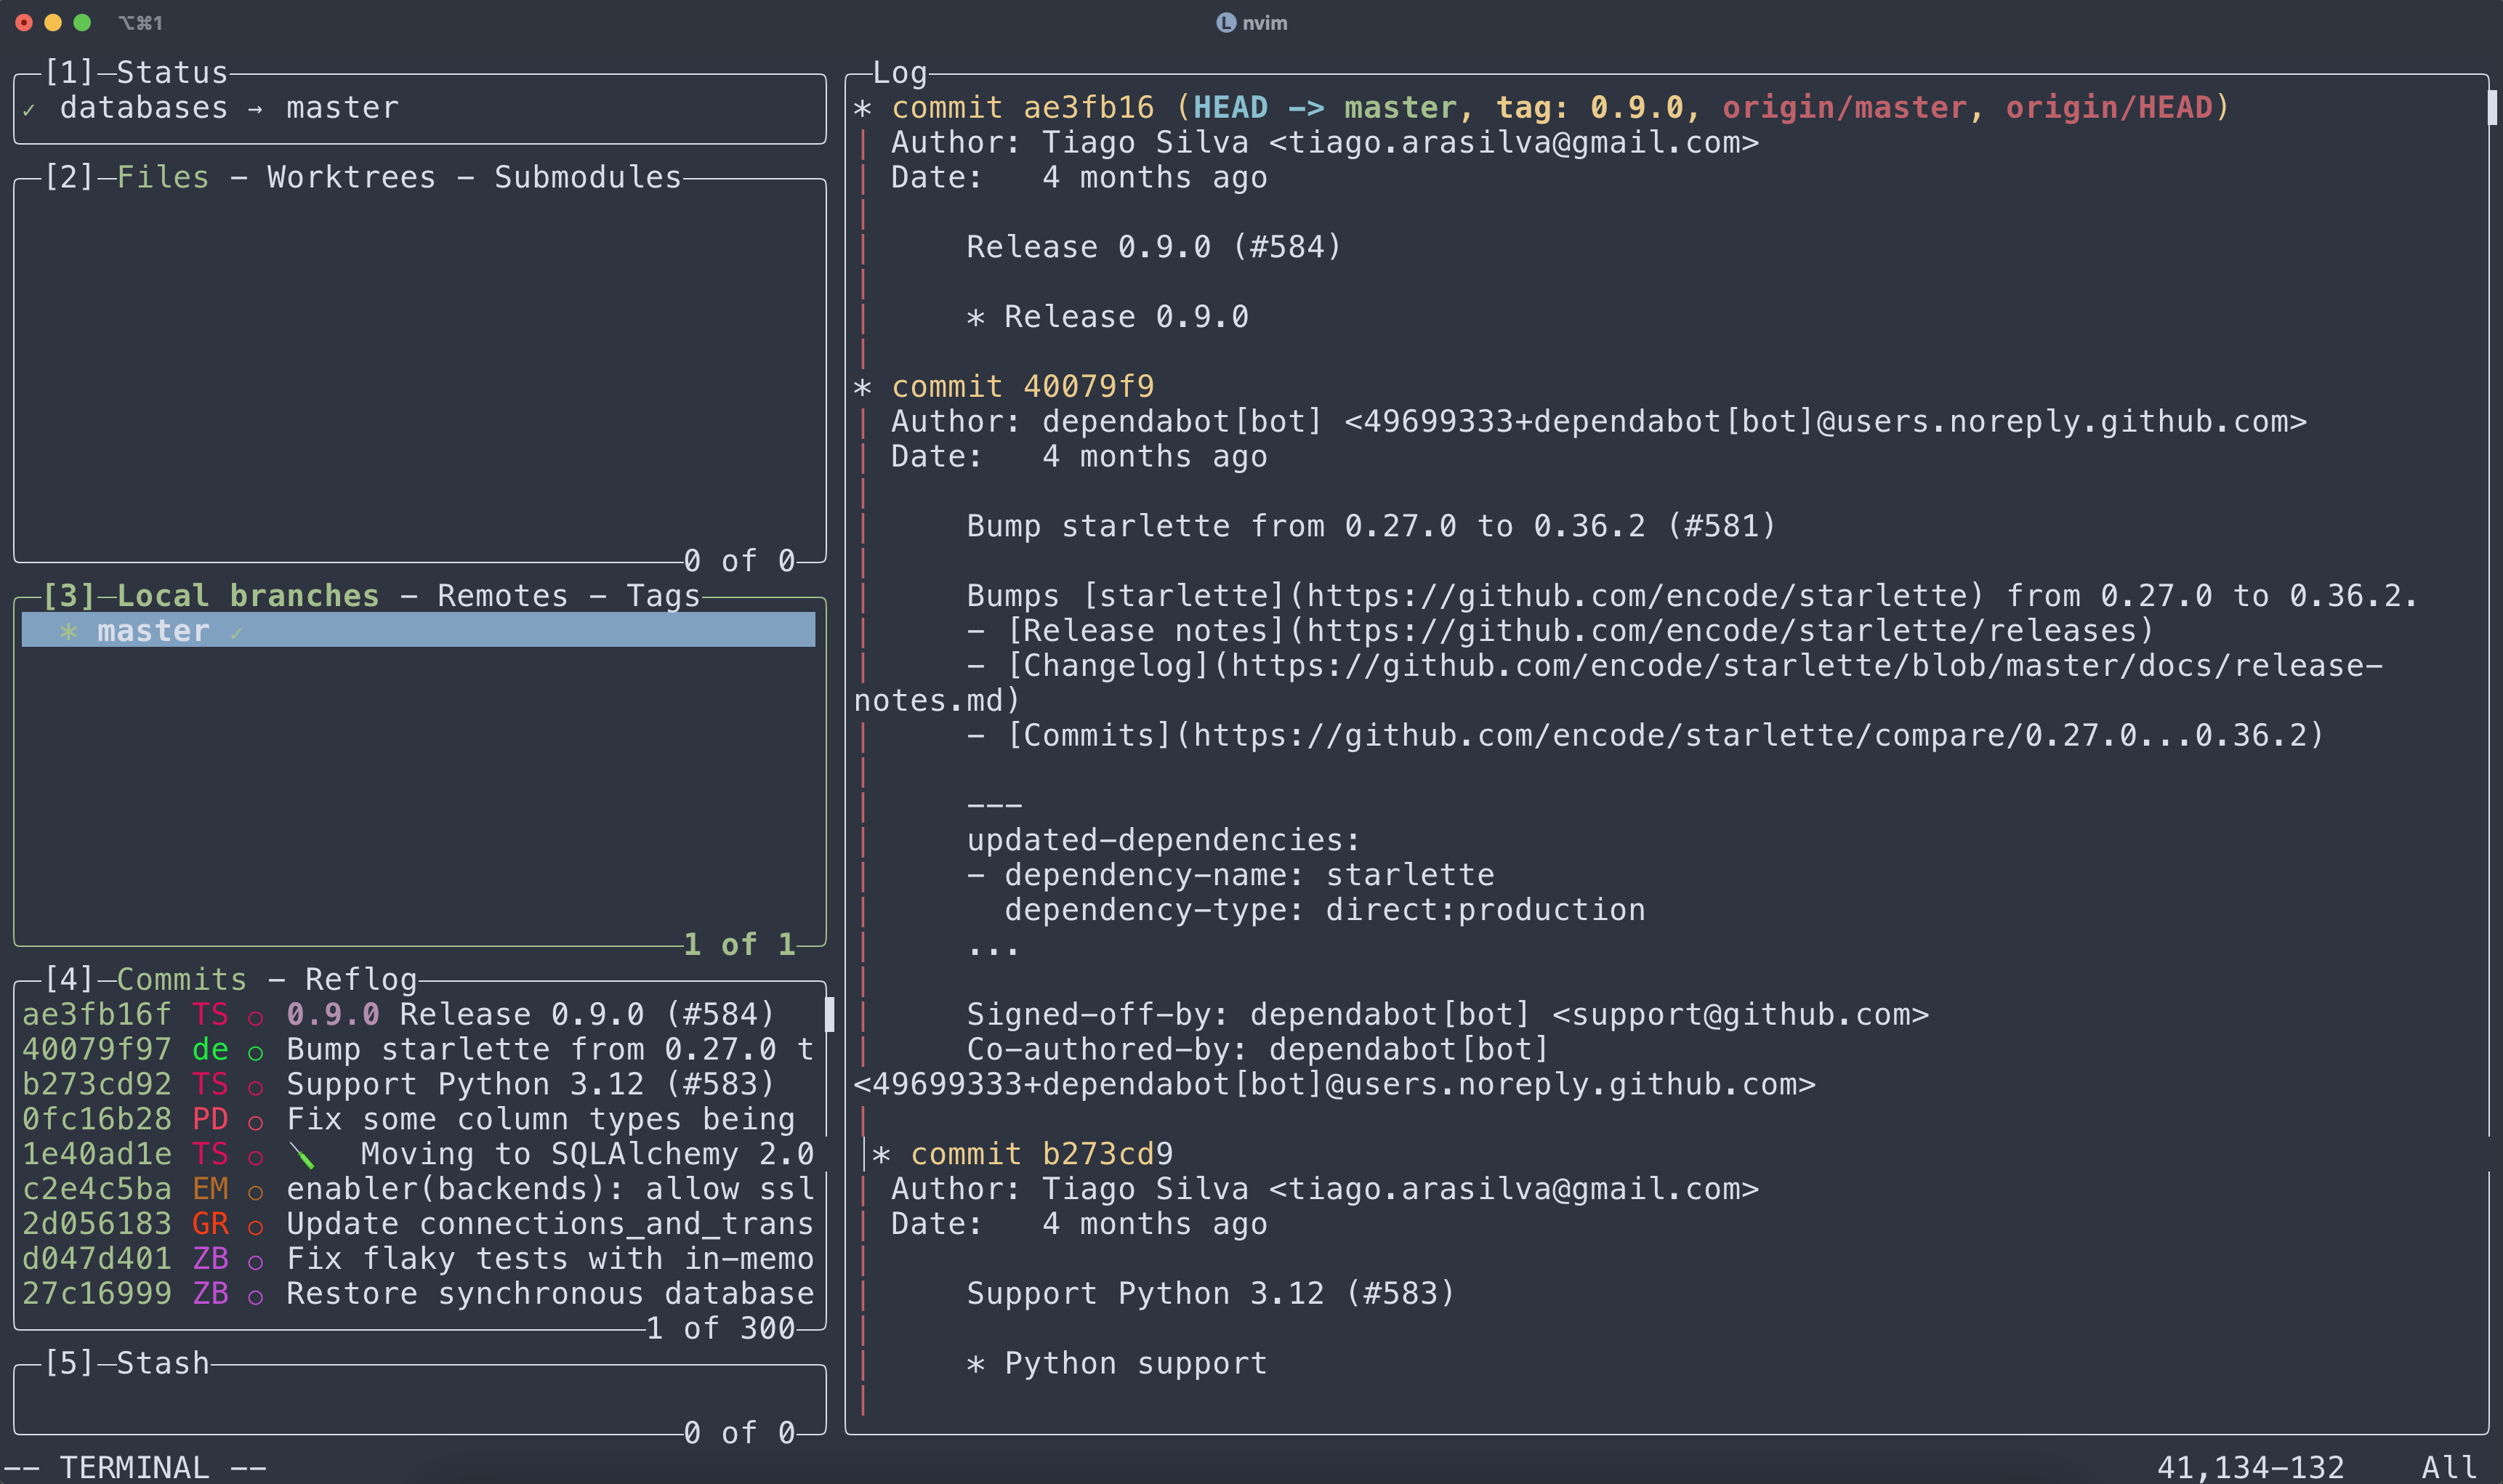 ⌥⌘1
nvim
[1] Status
✓ databases → master
[2] Files - Worktrees - Submodules
0 of 0
[3] Local branches - Remotes - Tags
* master ✓
1 of 1
[4] Commits - Reflog
ae3fb16f TS ○ 0.9.0 Release 0.9.0 (#584)
40079f97 de ○ Bump starlette from 0.27.0 t
b273cd92 TS ○ Support Python 3.12 (#583)
0fc16b28 PD ○ Fix some column types being
1e40ad1e TS ○ Moving to SQLAlchemy 2.0
c2e4c5ba EM ○ enabler(backends): allow ssl
2d056183 GR ○ Update connections_and_trans
d047d401 ZB ○ Fix flaky tests with in-memo
27c16999 ZB ○ Restore synchronous database
1 of 300
[5] Stash
0 of 0
Log
* commit ae3fb16 (HEAD -> master, tag: 0.9.0, origin/master, origin/HEAD)
| Author: Tiago Silva <tiago.arasilva@gmail.com>
| Date:   4 months ago
|
|     Release 0.9.0 (#584)
|
|     * Release 0.9.0
|
* commit 40079f9
| Author: dependabot[bot] <49699333+dependabot[bot]@users.noreply.github.com>
| Date:   4 months ago
|
|     Bump starlette from 0.27.0 to 0.36.2 (#581)
|
|     Bumps [starlette](https://github.com/encode/starlette) from 0.27.0 to 0.36.2.
|     - [Release notes](https://github.com/encode/starlette/releases)
|     - [Changelog](https://github.com/encode/starlette/blob/master/docs/release-
notes.md)
|     - [Commits](https://github.com/encode/starlette/compare/0.27.0...0.36.2)
|
|     ---
|     updated-dependencies:
|     - dependency-name: starlette
|       dependency-type: direct:production
|     ...
|
|     Signed-off-by: dependabot[bot] <support@github.com>
|     Co-authored-by: dependabot[bot]
<49699333+dependabot[bot]@users.noreply.github.com>
|
* commit b273cd9
| Author: Tiago Silva <tiago.arasilva@gmail.com>
| Date:   4 months ago
|
|     Support Python 3.12 (#583)
|
|     * Python support
|
-- TERMINAL --
41,134-132 All